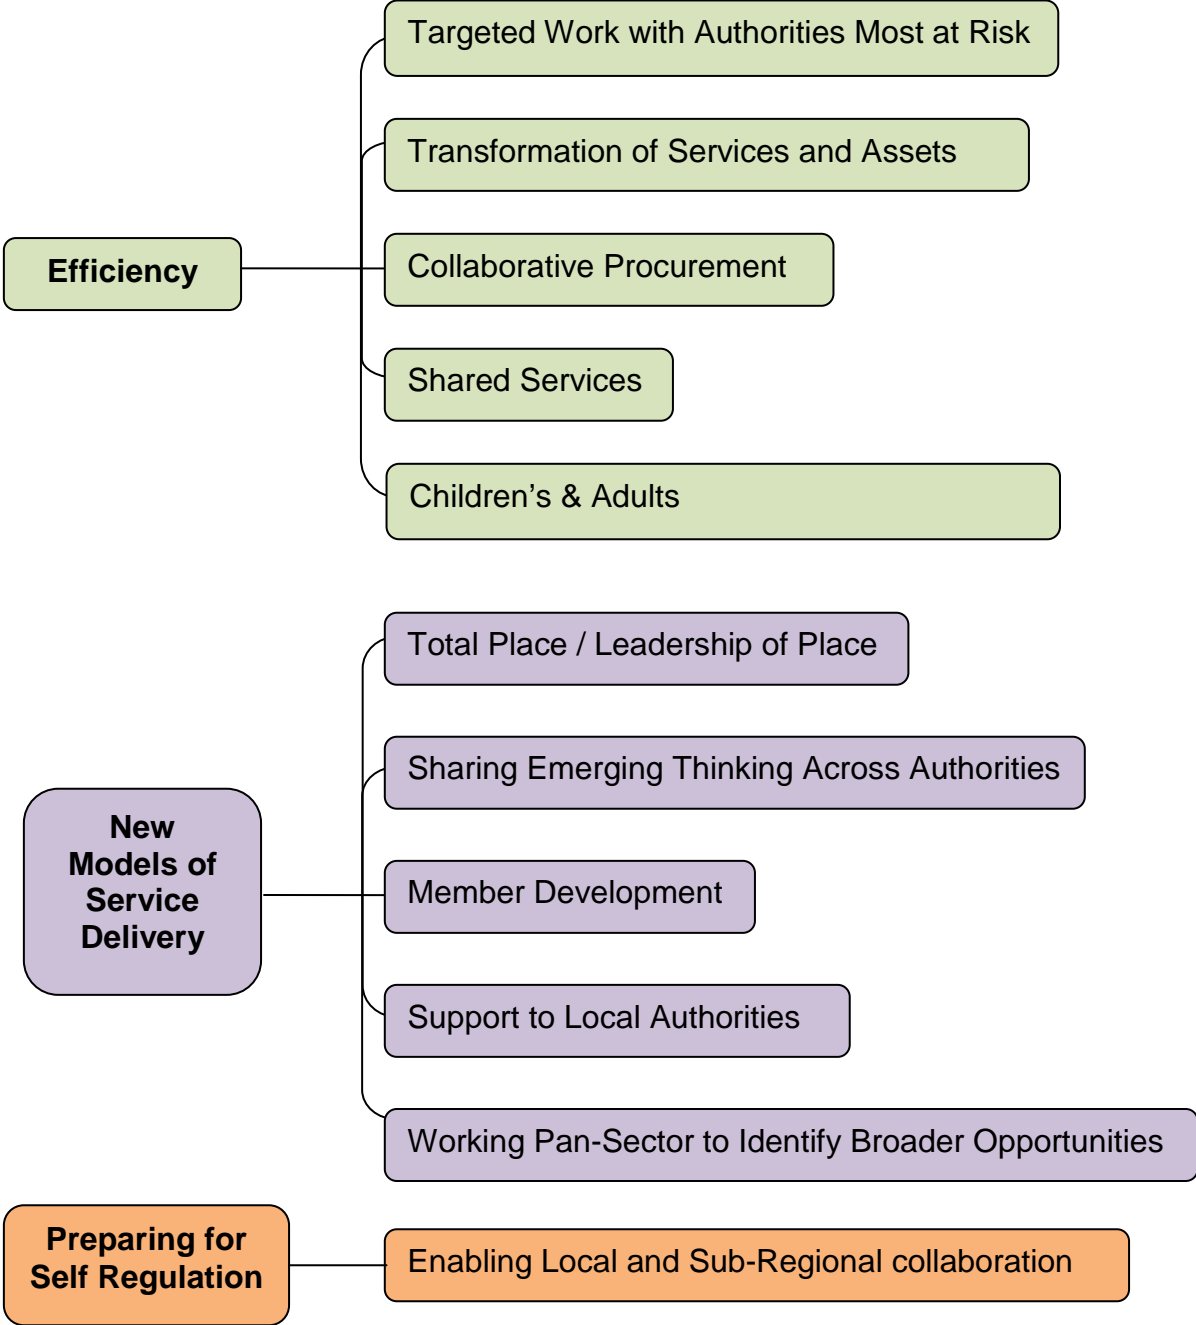 Targeted Work with Authorities Most at Risk
Transformation of Services and Assets
Efficiency
Collaborative Procurement
Shared Services
Children’s & Adults
Total Place / Leadership of Place
Sharing Emerging Thinking Across Authorities
New
Models of
Service
Delivery
Member Development
Support to Local Authorities
Working Pan-Sector to Identify Broader Opportunities
Preparing for
Self Regulation
Enabling Local and Sub-Regional collaboration